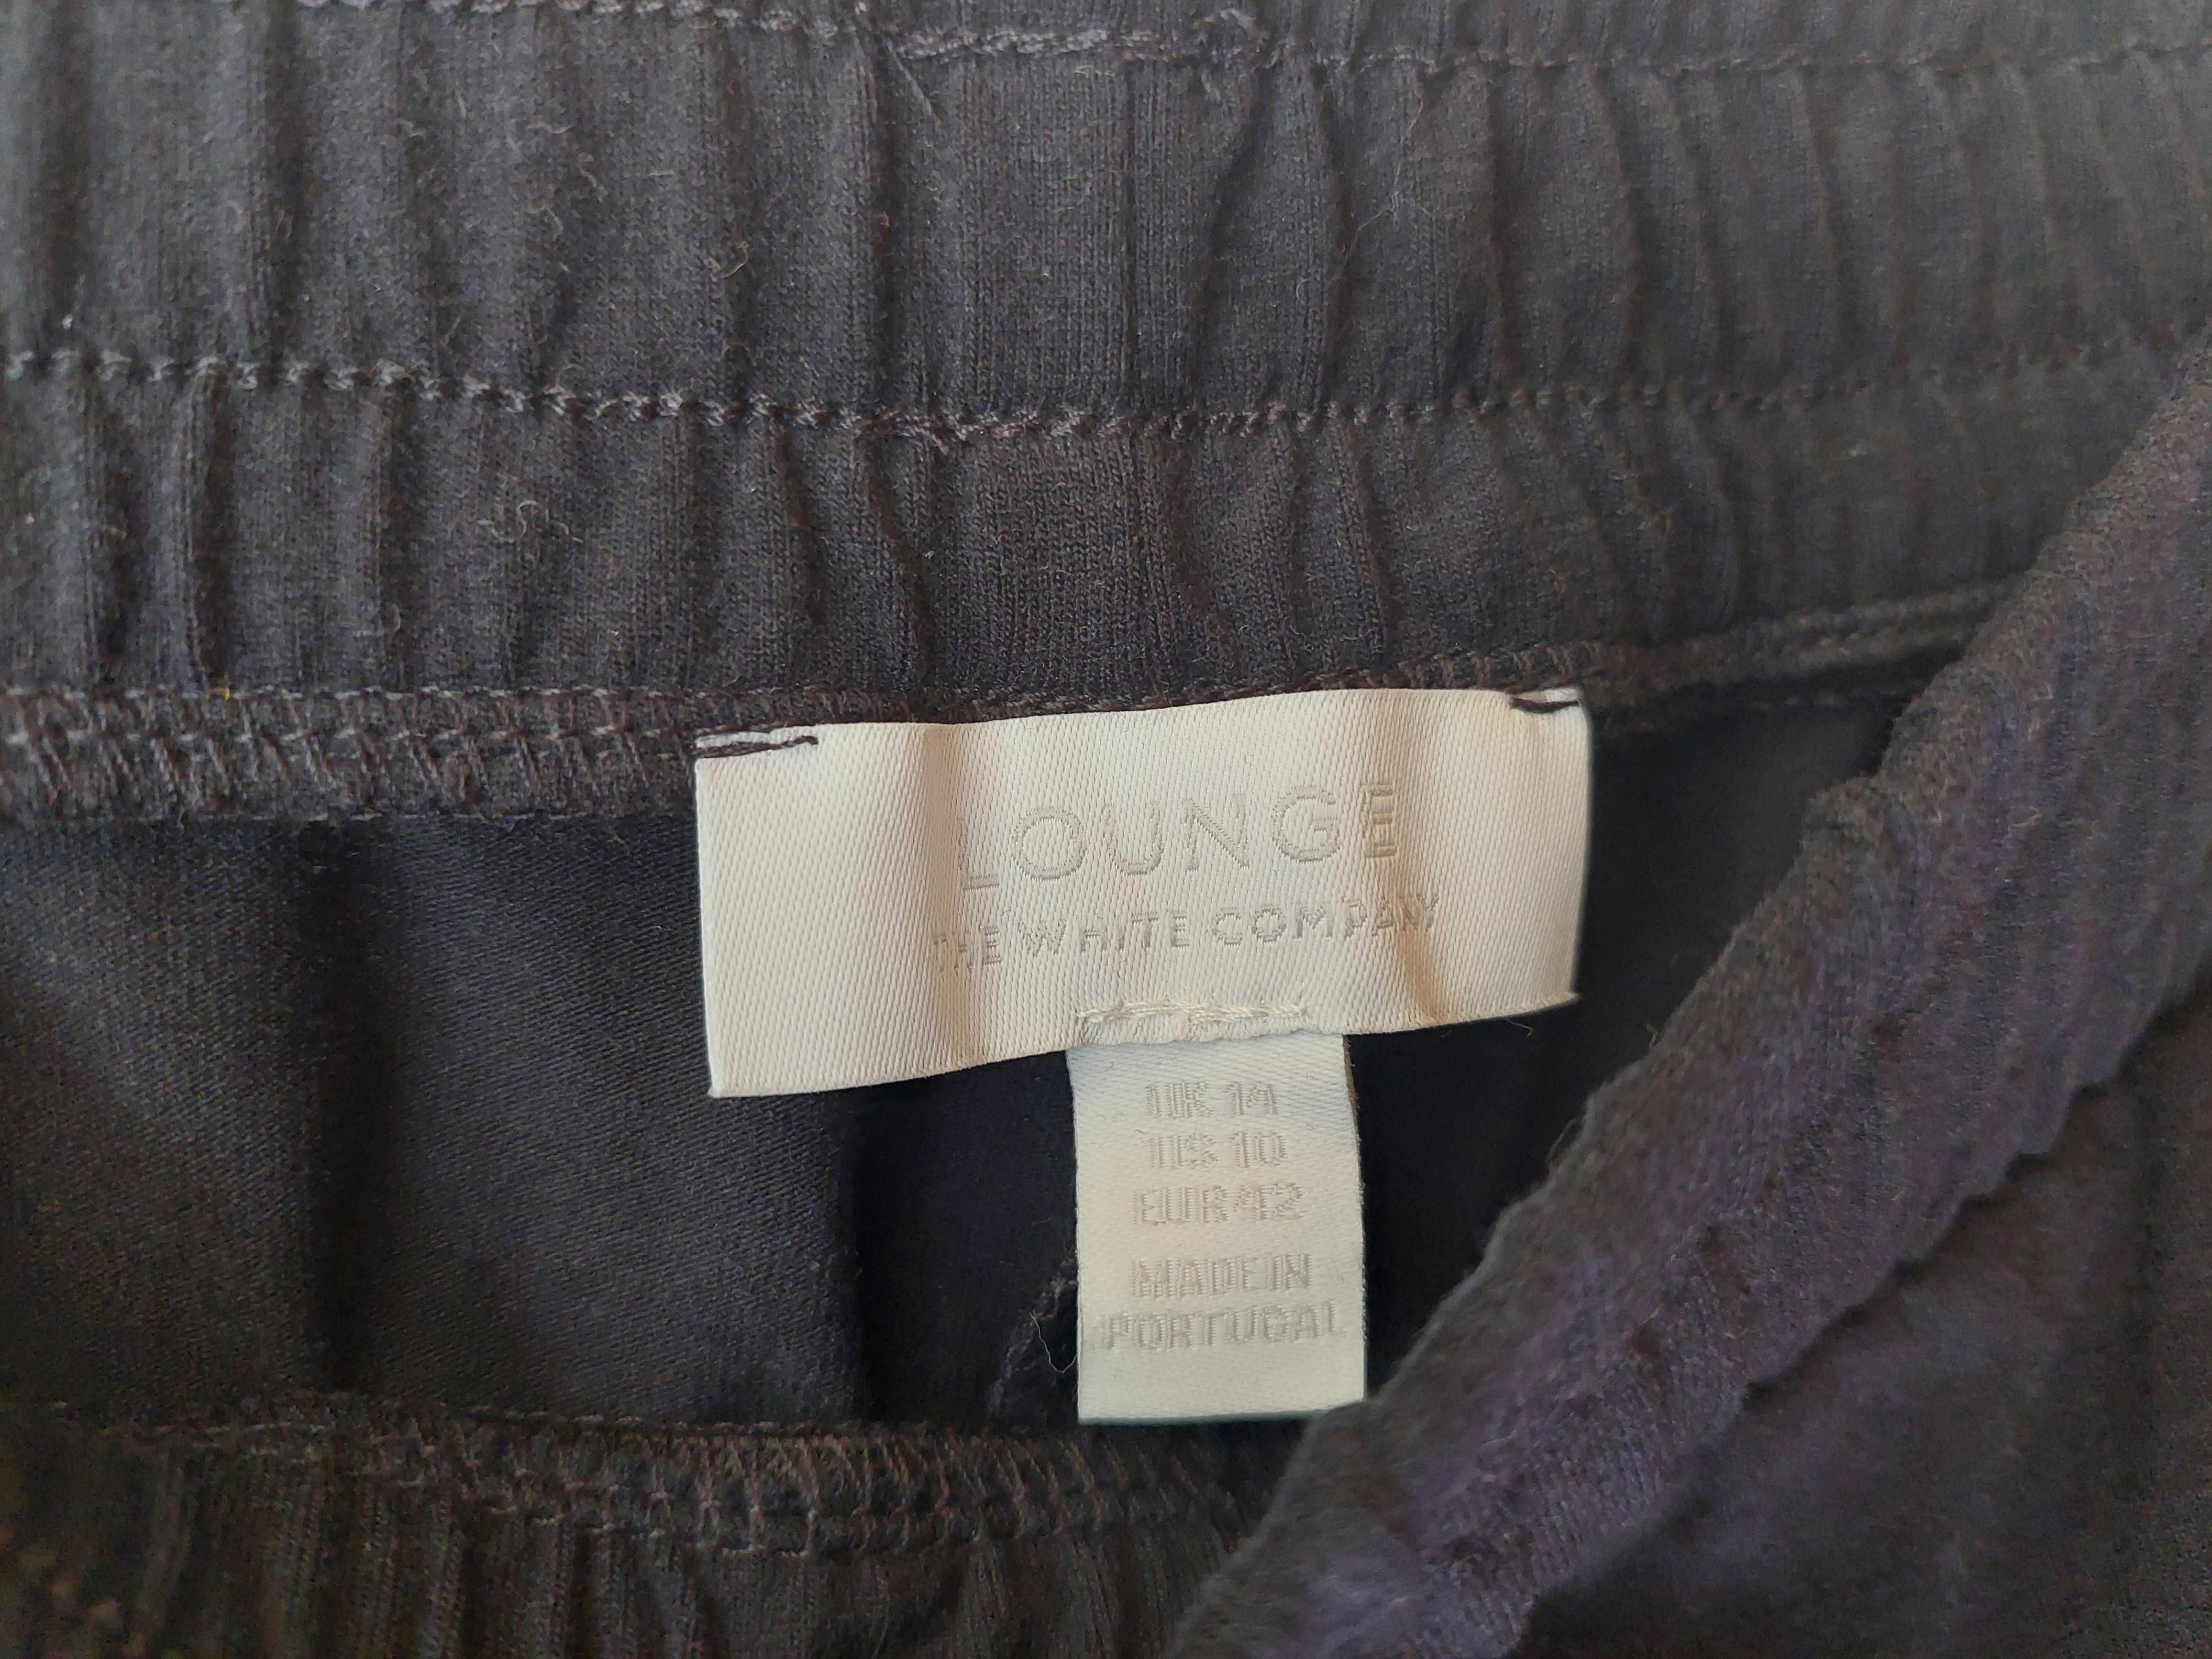 LOUNGE
THE WHITE COMPANY
UK 14
US 10
EUR 42
MADE IN
PORTUGAL